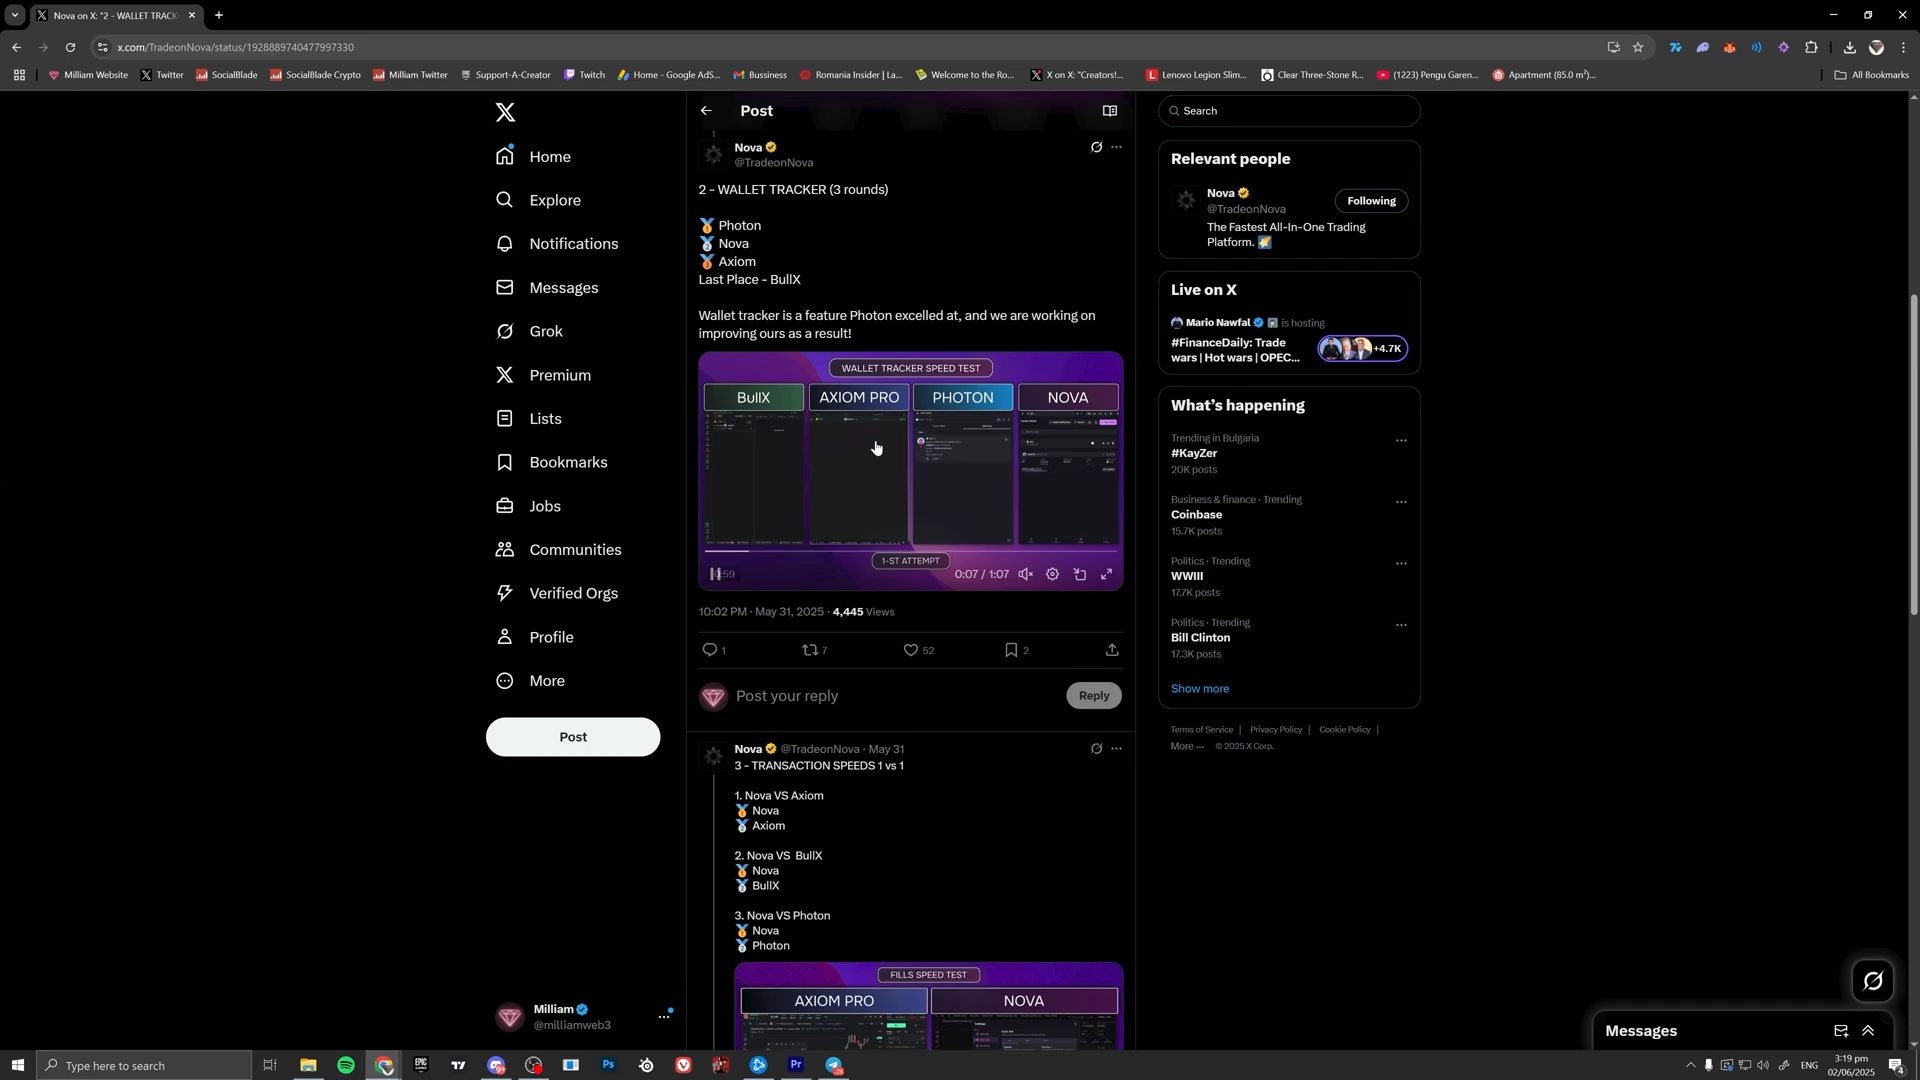 Nova on X: "2 - WALLET TRACK
x.com/TradeonNova/status/1928889740477997330
Milliam Website
Twitter
SocialBlade
SocialBlade Crypto
Milliam Twitter
Support-A-Creator
Twitch
Home - Google AdS...
Bussiness
Romania Insider | La...
Welcome to the Ro...
X on X: "Creators!...
Lenovo Legion Slim...
Clear Three-Stone R...
(1223) Pengu Garen...
Apartment (85.0 m²)...
All Bookmarks
Home
Explore
Notifications
Messages
Grok
Premium
Lists
Bookmarks
Jobs
Communities
Verified Orgs
Profile
More
Post
Milliam
@milliamweb3
Post
Nova
@TradeonNova
2 - WALLET TRACKER (3 rounds)
Photon
Nova
Axiom
Last Place - BullX
Wallet tracker is a feature Photon excelled at, and we are working on
improving ours as a result!
WALLET TRACKER SPEED TEST
BullX
AXIOM PRO
PHOTON
NOVA
1-ST ATTEMPT
0:07 / 1:07
10:02 PM · May 31, 2025 · 4,445 Views
1
7
52
2
Post your reply
Reply
Nova @TradeonNova · May 31
3 - TRANSACTION SPEEDS 1 vs 1
1. Nova VS Axiom
Nova
Axiom
2. Nova VS BullX
Nova
BullX
3. Nova VS Photon
Nova
Photon
FILLS SPEED TEST
AXIOM PRO
NOVA
Search
Relevant people
Nova
@TradeonNova
Following
The Fastest All-In-One Trading
Platform.
Live on X
Mario Nawfal is hosting
#FinanceDaily: Trade
wars | Hot wars | OPEC...
+4.7K
What's happening
Trending in Bulgaria
#KayZer
20K posts
Business & finance · Trending
Coinbase
15.7K posts
Politics · Trending
WWIII
17.7K posts
Politics · Trending
Bill Clinton
17.3K posts
Show more
Terms of Service | Privacy Policy | Cookie Policy |
More ··· © 2025 X Corp.
Messages
Type here to search
ENG
3:19 pm
02/06/2025